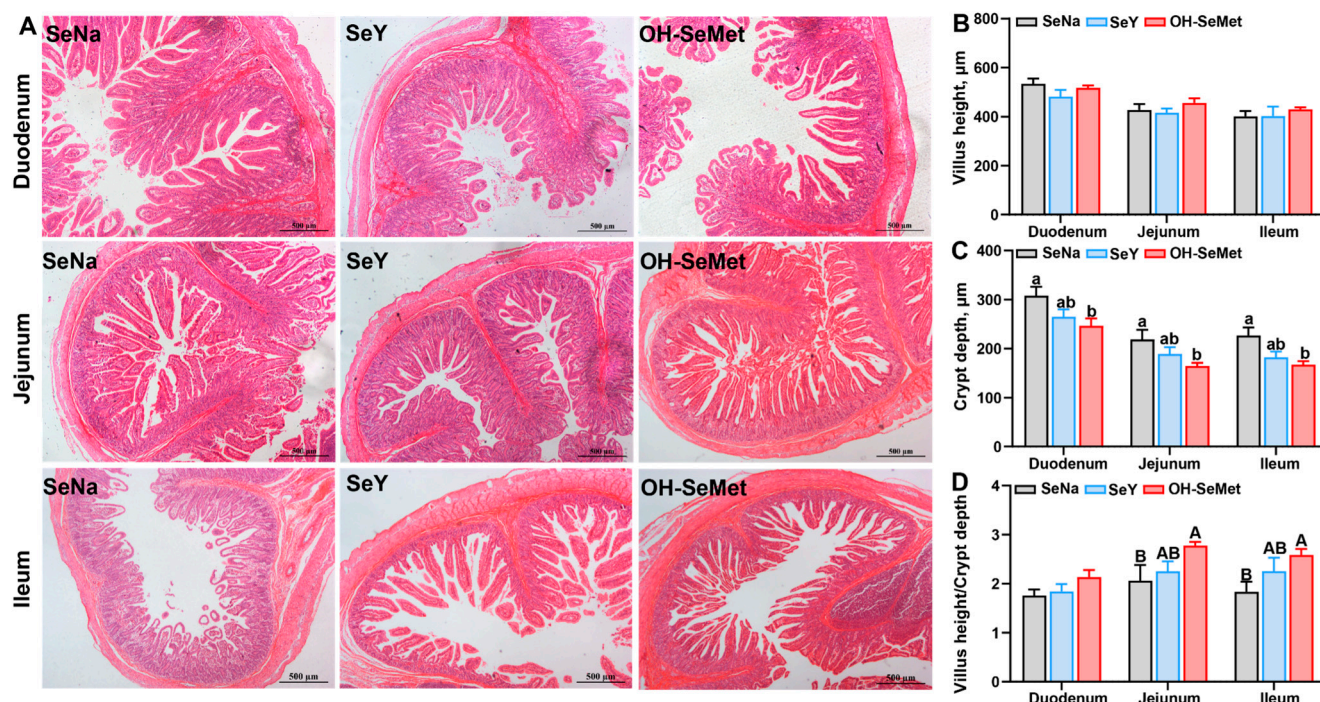 A
SeNa
SeY
OH-SeMet
Duodenum
500 µm
500 µm
500 µm
SeNa
SeY
OH-SeMet
Jejunum
500 µm
500 µm
500 µm
SeNa
SeY
OH-SeMet
Ileum
500 µm
500 µm
500 µm
B
SeNa SeY OH-SeMet
Villus height, µm
800
600
400
200
0
Duodenum Jejunum Ileum
C
SeNa SeY OH-SeMet
Crypt depth, µm
400
300
200
100
0
a ab b a ab b a ab b
Duodenum Jejunum Ileum
D
SeNa SeY OH-SeMet
Villus height/Crypt depth
4
3
2
1
0
B AB A B AB A
Duodenum Jejunum Ileum